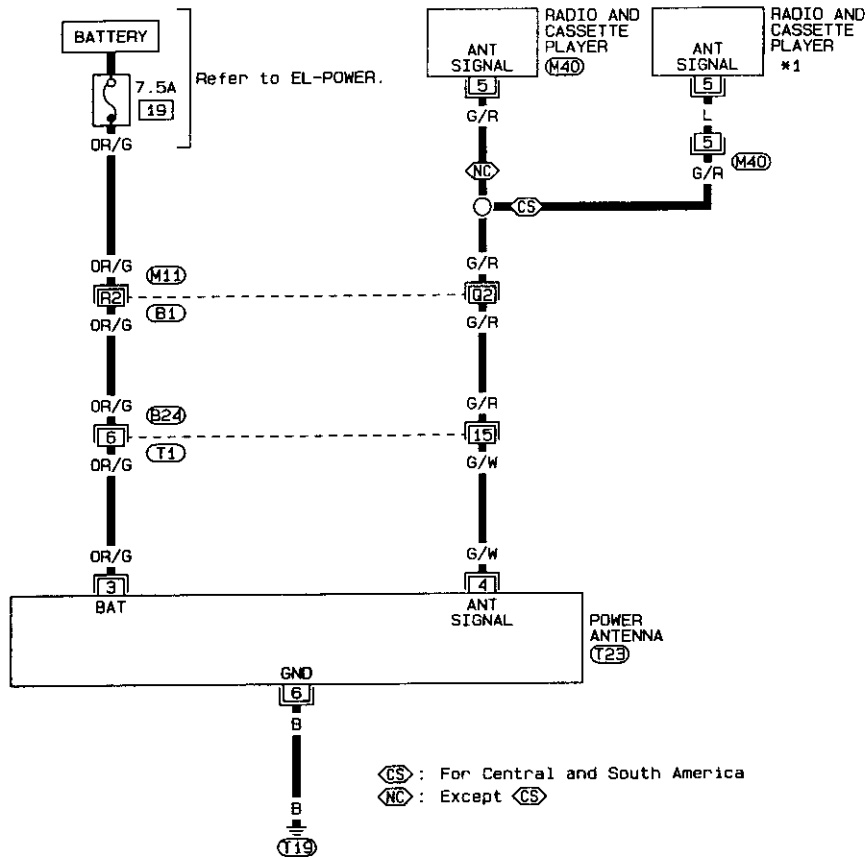 BATTERY
7.5A
19
Refer to EL-POWER.
OR/G
RADIO AND
CASSETTE
PLAYER
M40
ANT
SIGNAL
5
G/R
NC
RADIO AND
CASSETTE
PLAYER
*1
ANT
SIGNAL
5
L
5
M40
G/R
CS
OR/G
M11
R2
B1
OR/G
G/R
Q2
G/R
OR/G
B24
6
T1
OR/G
G/R
15
G/W
OR/G
3
BAT
G/W
4
ANT
SIGNAL
POWER
ANTENNA
T23
GND
6
B
B
T19
CS : For Central and South America
NC : Except CS